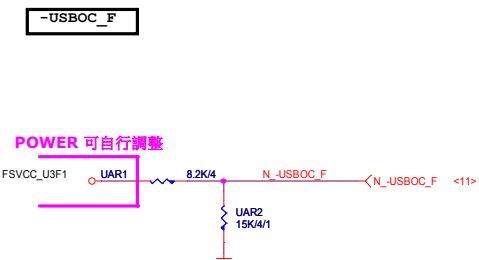 -USBOC_F
POWER 可自行調整
FSVCC_U3F1 UAR1 8.2K/4 N_-USBOC_F N_-USBOC_F <11>
UAR2
15K/4/1